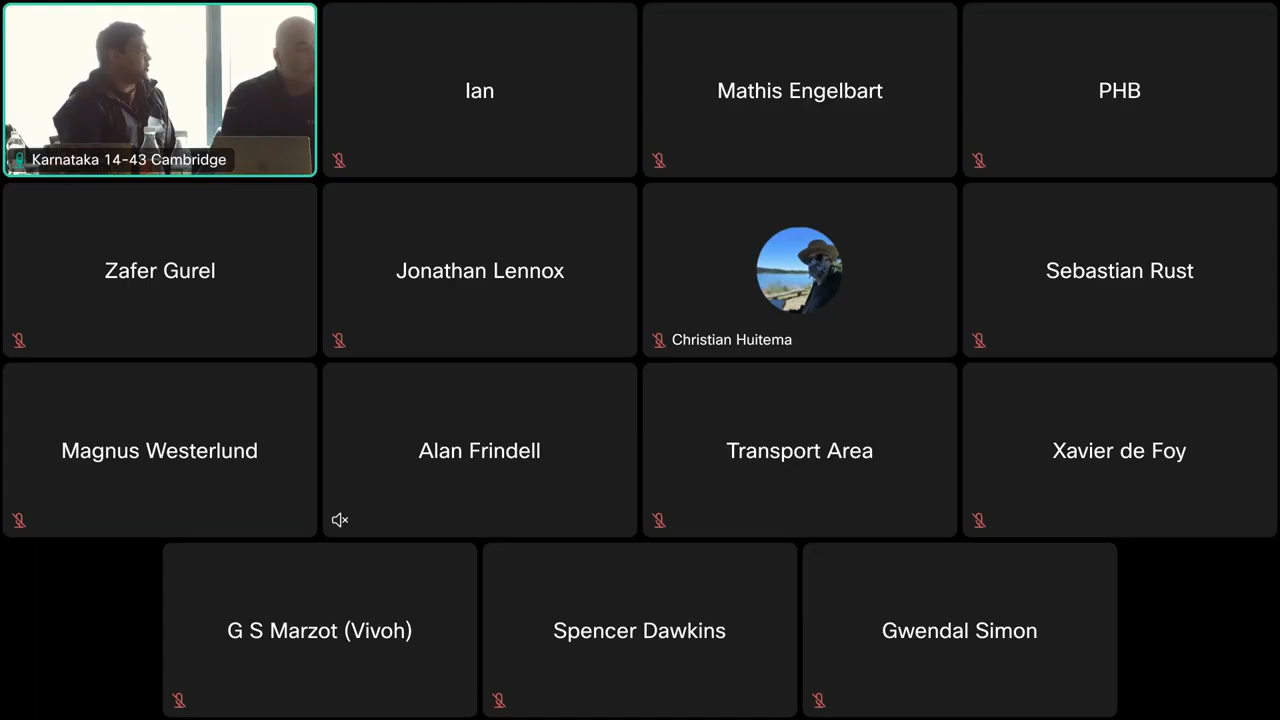 Karnataka 14-43 Cambridge
Ian
Mathis Engelbart
PHB
Zafer Gurel
Jonathan Lennox
Christian Huitema
Sebastian Rust
Magnus Westerlund
Alan Frindell
Transport Area
Xavier de Foy
G S Marzot (Vivoh)
Spencer Dawkins
Gwendal Simon